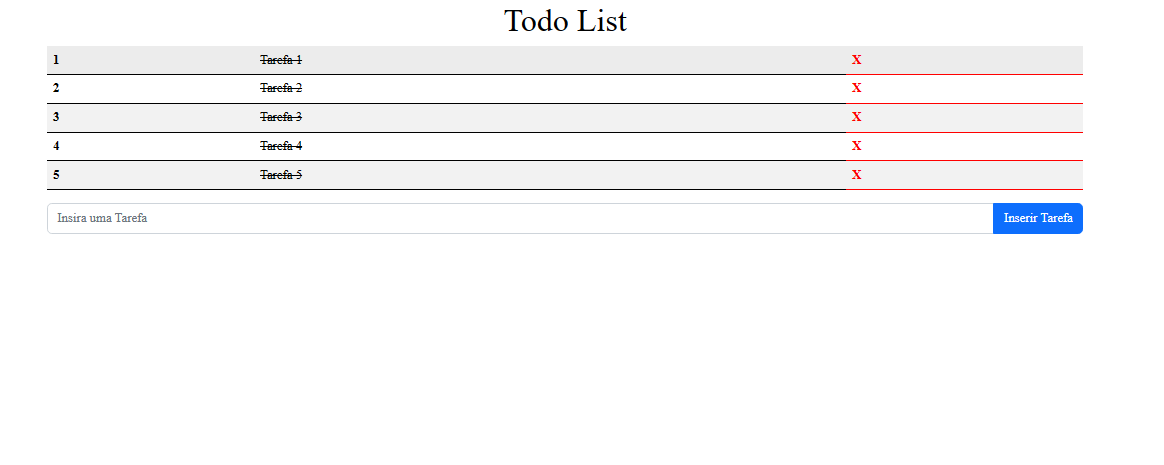 Todo List
1 Tarefa 1 X
2 Tarefa 2 X
3 Tarefa 3 X
4 Tarefa 4 X
5 Tarefa 5 X
Insira uma Tarefa Inserir Tarefa